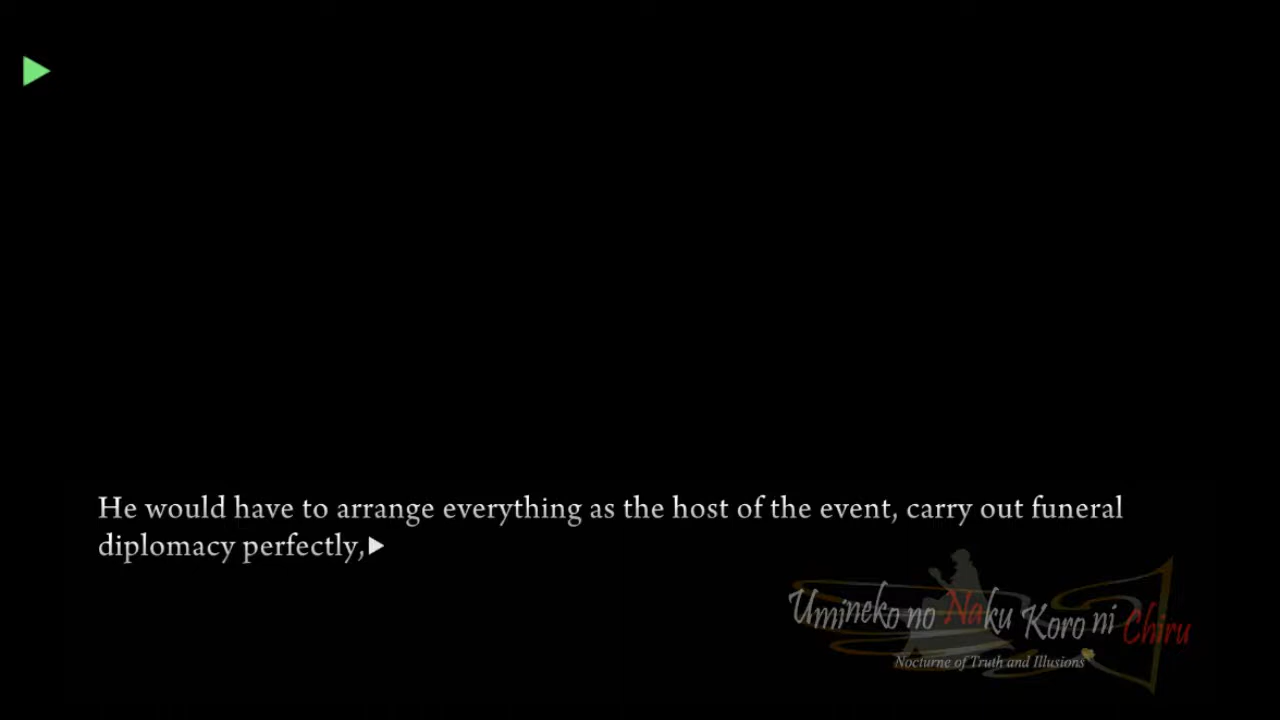 He would have to arrange everything as the host of the event, carry out funeral
diplomacy perfectly,
Umineko no Naku Koro ni Chiru
Nocturne of Truth and Illusions